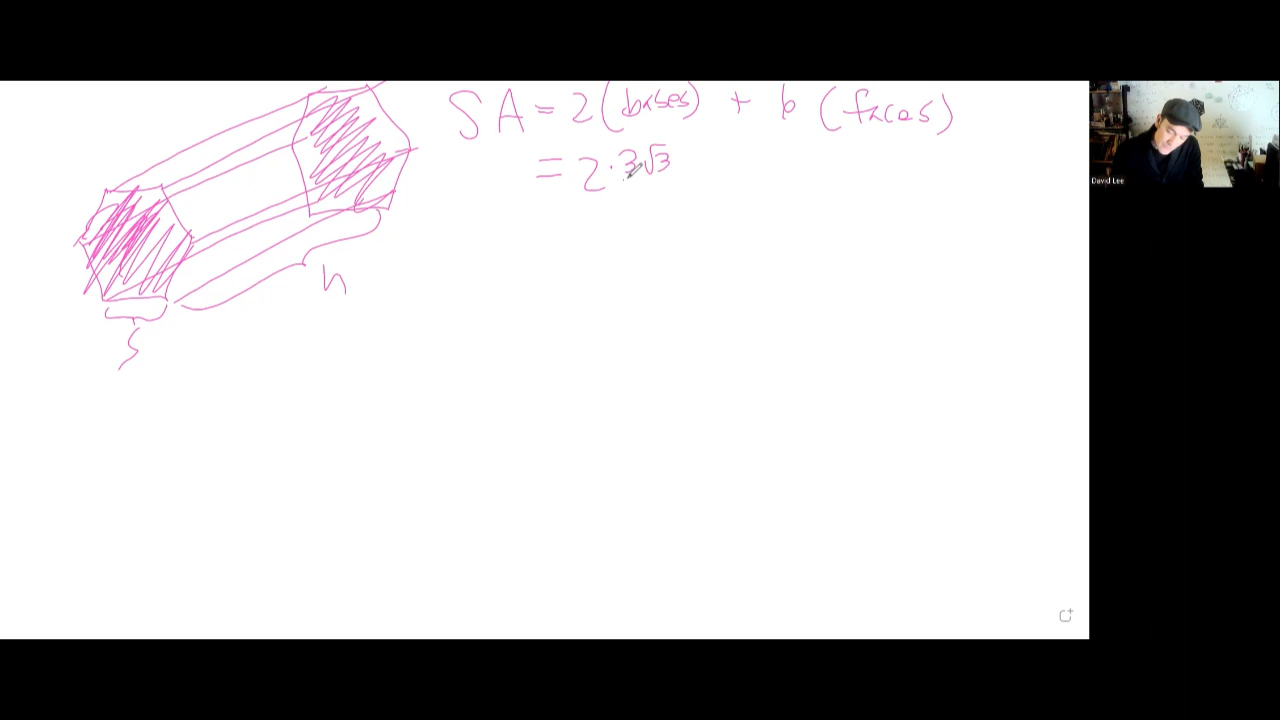 SA = 2 (bases) + 6 (faces)
= 2 · 3√3
h
s
David Lee